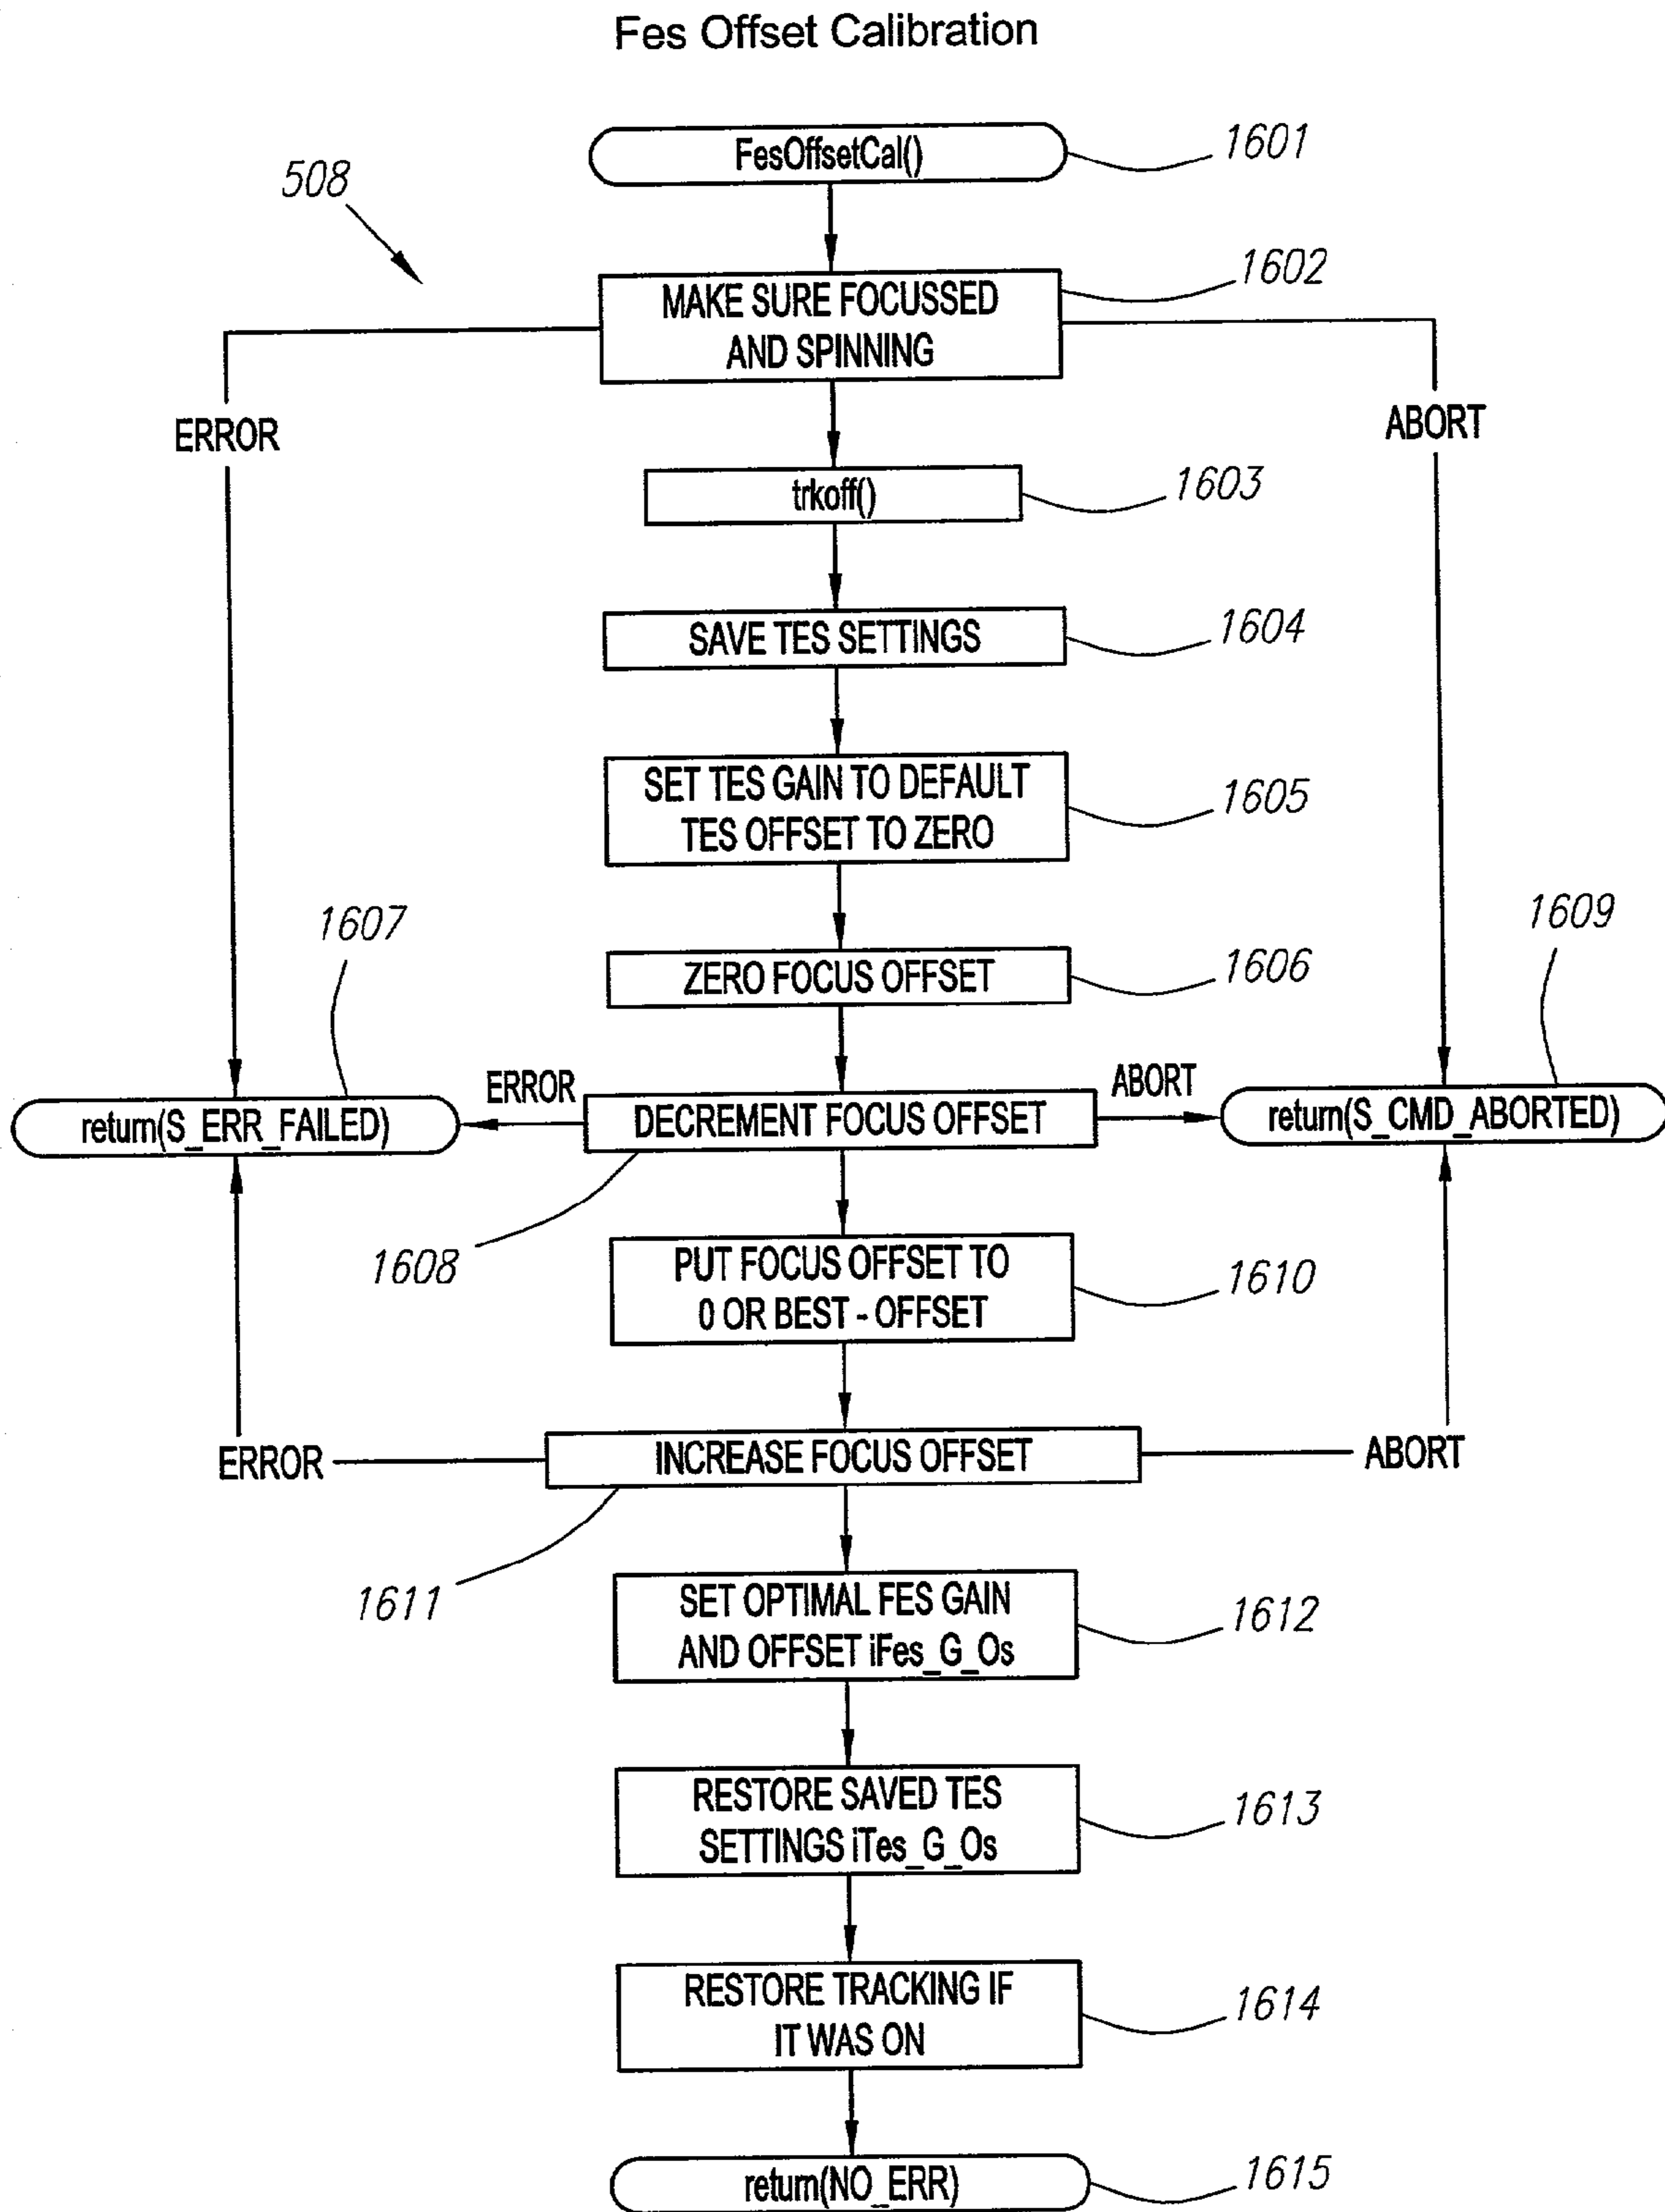 Fes Offset Calibration
FesOffsetCal()
1601
508
MAKE SURE FOCUSSED
AND SPINNING
1602
ERROR
ABORT
trkoff()
1603
SAVE TES SETTINGS
1604
SET TES GAIN TO DEFAULT
TES OFFSET TO ZERO
1605
1607
1609
ZERO FOCUS OFFSET
1606
ERROR
ABORT
return(S_ERR_FAILED)
DECREMENT FOCUS OFFSET
return(S_CMD_ABORTED)
1608
PUT FOCUS OFFSET TO
0 OR BEST - OFFSET
1610
ERROR
INCREASE FOCUS OFFSET
ABORT
1611
SET OPTIMAL FES GAIN
AND OFFSET iFes_G_Os
1612
RESTORE SAVED TES
SETTINGS iTes_G_Os
1613
RESTORE TRACKING IF
IT WAS ON
1614
return(NO_ERR)
1615